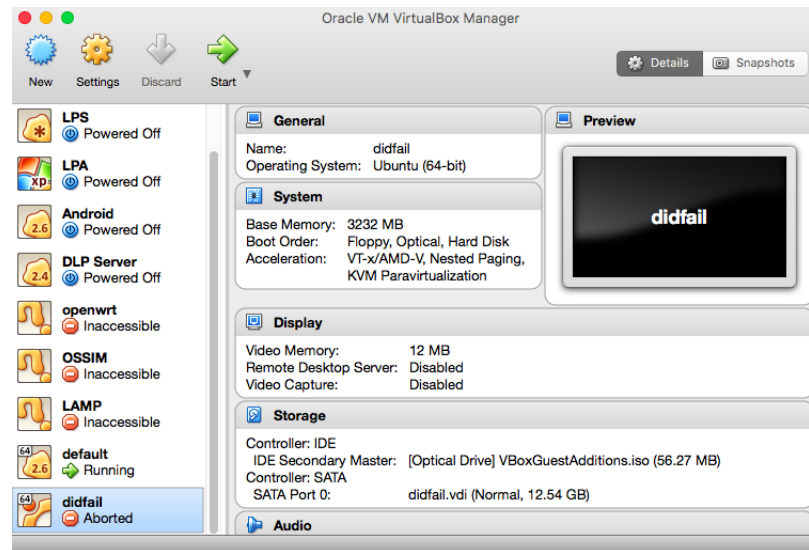 Oracle VM VirtualBox Manager
New Settings Discard Start
Details Snapshots
LPS
Powered Off
xp
LPA
Powered Off
2.6
Android
Powered Off
2.4
DLP Server
Powered Off
openwrt
Inaccessible
OSSIM
Inaccessible
LAMP
Inaccessible
64
2.6
default
Running
64
didfail
Aborted
General
Name: didfail
Operating System: Ubuntu (64-bit)
System
Base Memory: 3232 MB
Boot Order: Floppy, Optical, Hard Disk
Acceleration: VT-x/AMD-V, Nested Paging,
KVM Paravirtualization
Preview
didfail
Display
Video Memory: 12 MB
Remote Desktop Server: Disabled
Video Capture: Disabled
Storage
Controller: IDE
IDE Secondary Master: [Optical Drive] VBoxGuestAdditions.iso (56.27 MB)
Controller: SATA
SATA Port 0: didfail.vdi (Normal, 12.54 GB)
Audio